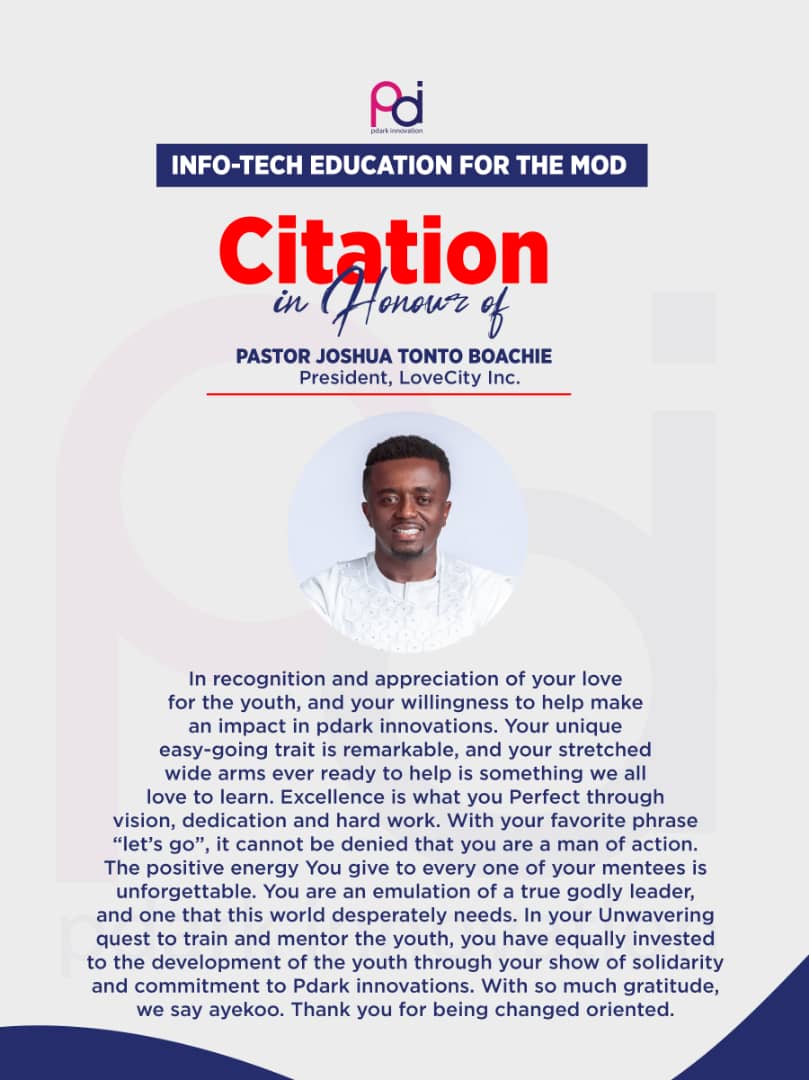 pdi
pdark innovation
INFO-TECH EDUCATION FOR THE MOD
Citation
in Honour of
PASTOR JOSHUA TONTO BOACHIE
President, LoveCity Inc.
In recognition and appreciation of your love
for the youth, and your willingness to help make
an impact in pdark innovations. Your unique
easy-going trait is remarkable, and your stretched
wide arms ever ready to help is something we all
love to learn. Excellence is what you Perfect through
vision, dedication and hard work. With your favorite phrase
“let’s go”, it cannot be denied that you are a man of action.
The positive energy You give to every one of your mentees is
unforgettable. You are an emulation of a true godly leader,
and one that this world desperately needs. In your Unwavering
quest to train and mentor the youth, you have equally invested
to the development of the youth through your show of solidarity
and commitment to Pdark innovations. With so much gratitude,
we say ayekoo. Thank you for being changed oriented.